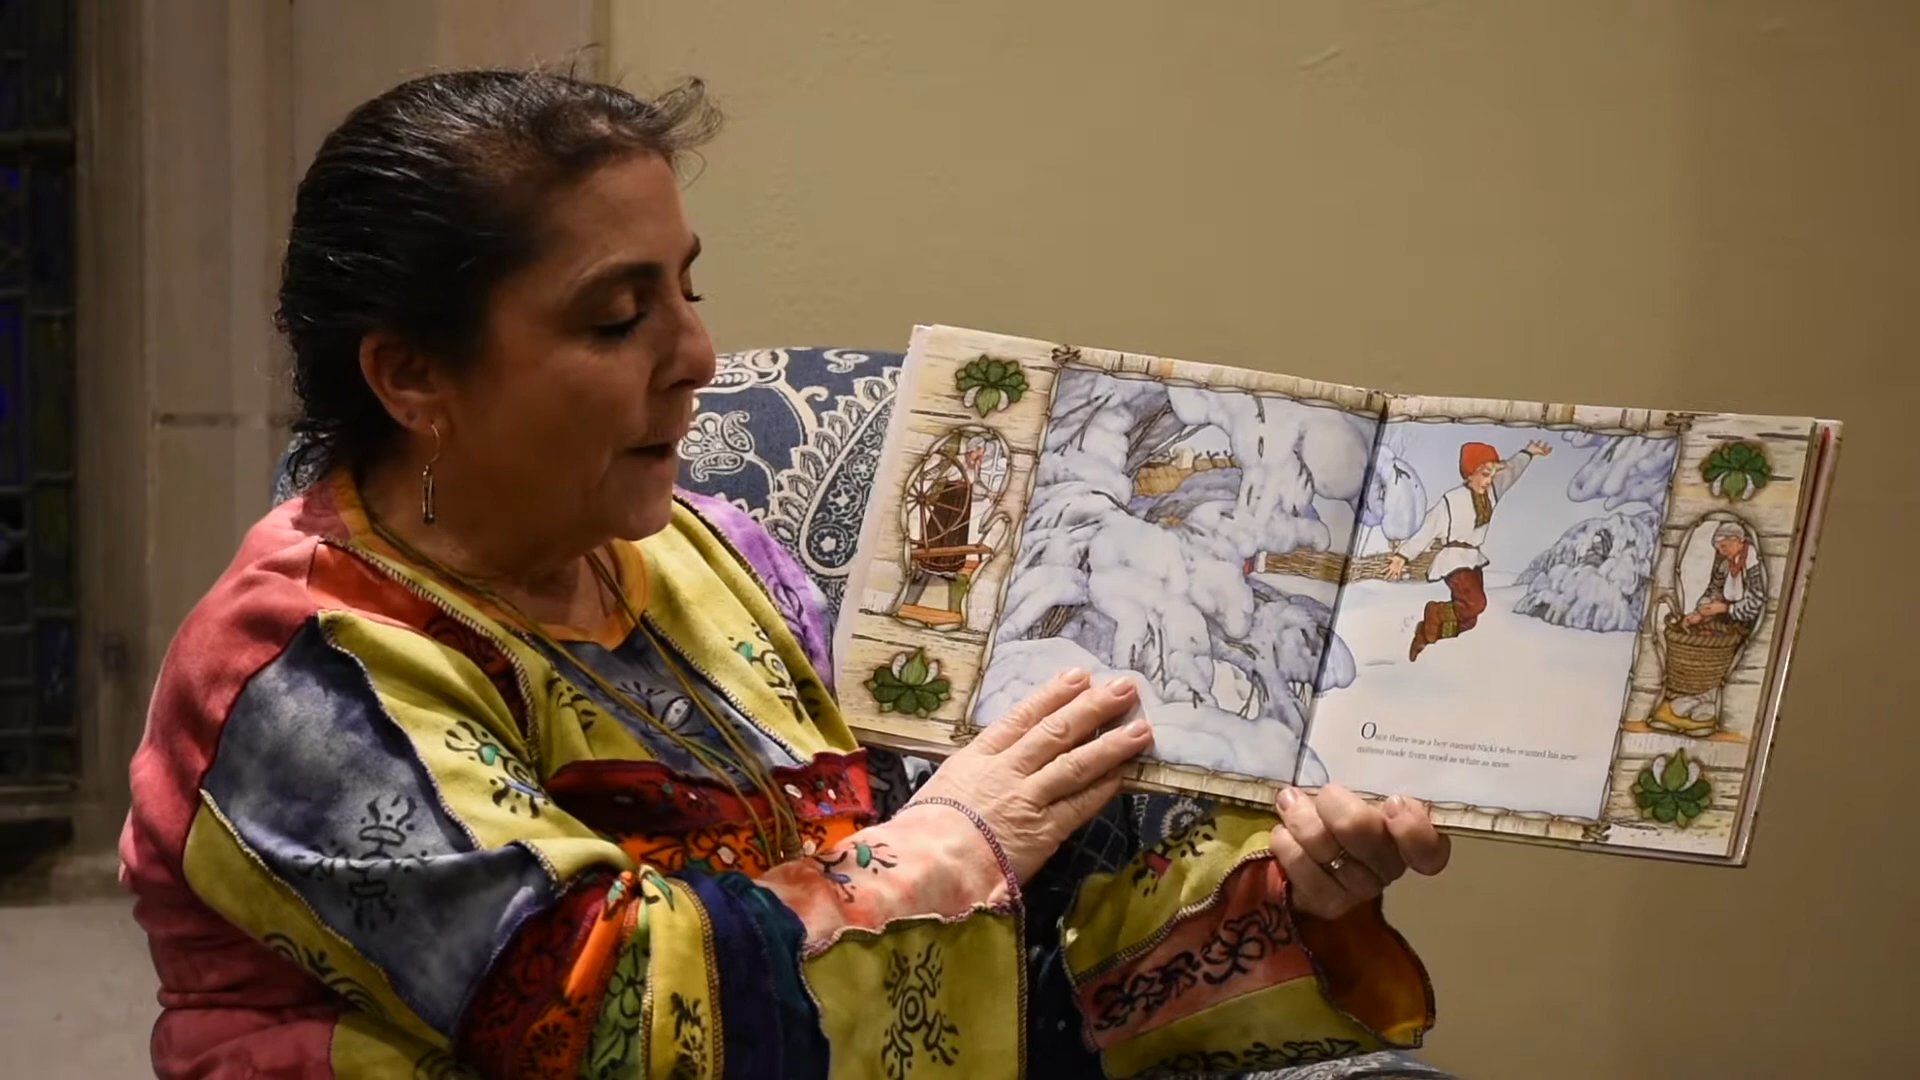 Once there was a boy named Nicki who wanted his new
mittens made from wool as white as snow.